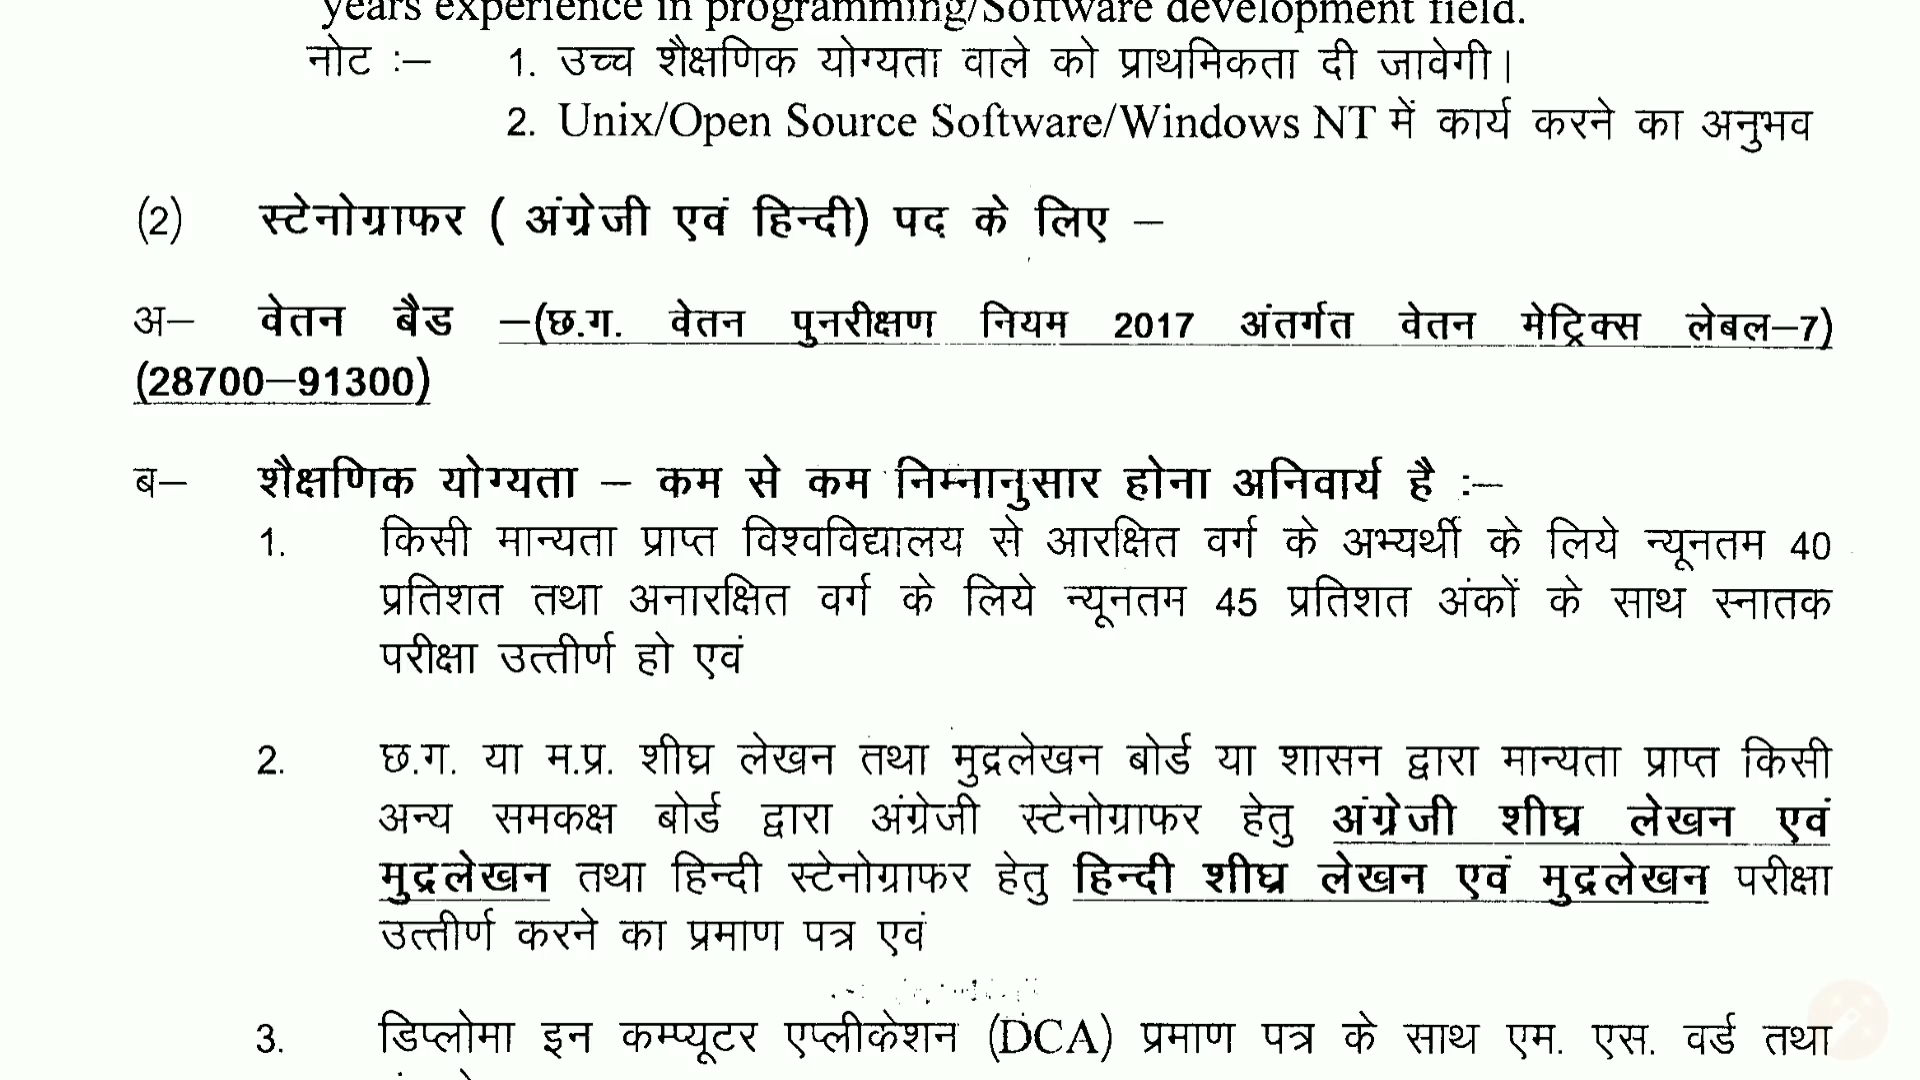 years experience in programming/Software development field.
नोट :– 1. उच्च शैक्षणिक योग्यता वाले को प्राथमिकता दी जावेगी।
2. Unix/Open Source Software/Windows NT में कार्य करने का अनुभव
(2) स्टेनोग्राफर ( अंग्रेजी एवं हिन्दी) पद के लिए –
अ– वेतन बैड –(छ.ग. वेतन पुनरीक्षण नियम 2017 अंतर्गत वेतन मेट्रिक्स लेबल–7)
(28700–91300)
ब– शैक्षणिक योग्यता – कम से कम निम्नानुसार होना अनिवार्य है :–
1. किसी मान्यता प्राप्त विश्वविद्यालय से आरक्षित वर्ग के अभ्यर्थी के लिये न्यूनतम 40
प्रतिशत तथा अनारक्षित वर्ग के लिये न्यूनतम 45 प्रतिशत अंकों के साथ स्नातक
परीक्षा उत्तीर्ण हो एवं
2. छ.ग. या म.प्र. शीघ्र लेखन तथा मुद्रलेखन बोर्ड या शासन द्वारा मान्यता प्राप्त किसी
अन्य समकक्ष बोर्ड द्वारा अंग्रेजी स्टेनोग्राफर हेतु अंग्रेजी शीघ्र लेखन एवं
मुद्रलेखन तथा हिन्दी स्टेनोग्राफर हेतु हिन्दी शीघ्र लेखन एवं मुद्रलेखन परीक्षा
उत्तीर्ण करने का प्रमाण पत्र एवं
3. डिप्लोमा इन कम्प्यूटर एप्लीकेशन (DCA) प्रमाण पत्र के साथ एम. एस. वर्ड तथा